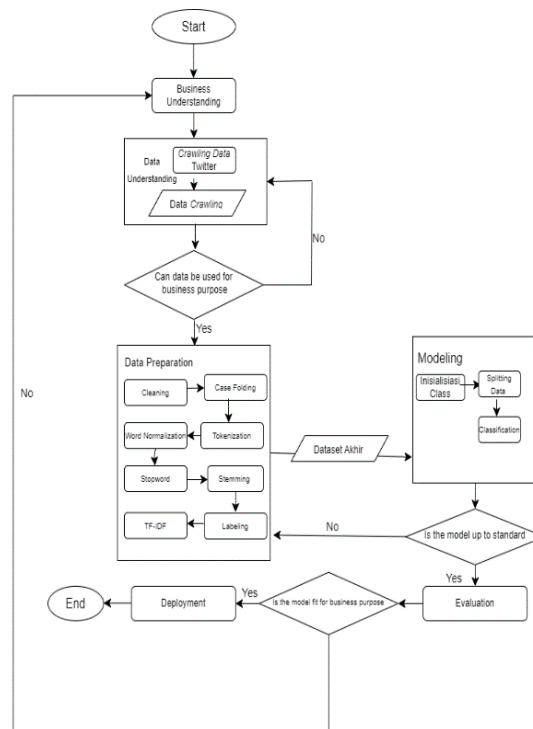 Start
Business
Understanding
Data
Understanding
Crawling Data
Twitter
Data Crawling
No
Can data be used for
business purpose
Yes
No
Data Preparation
Cleaning
Case Folding
Word Normalization
Tokenization
Stopword
Stemming
TF-IDF
Labeling
Dataset Akhir
Modeling
Inisialisiasi
Class
Splitting
Data
Classification
No
Is the model up to standard
Yes
End
Deployment
Yes
Is the model fit for business purpose
Evaluation